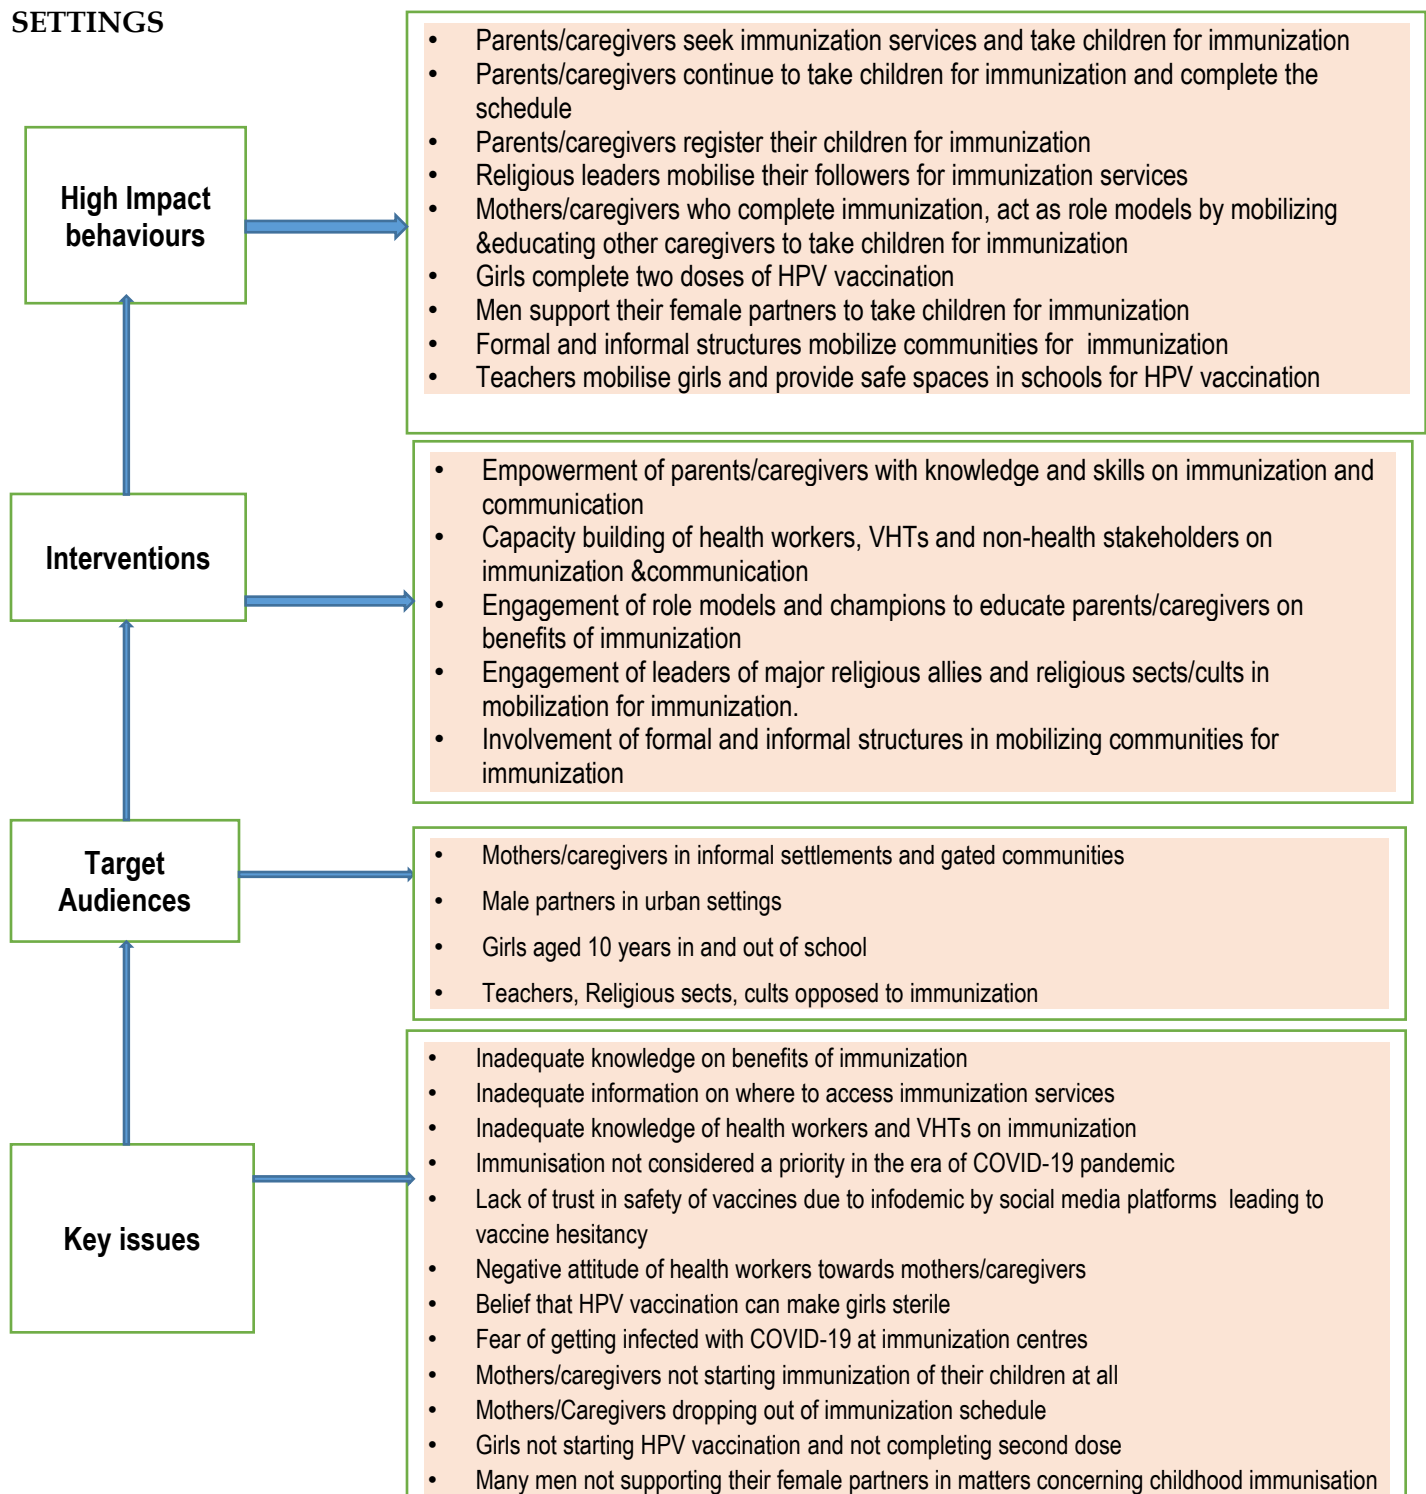 SETTINGS
• Parents/caregivers seek immunization services and take children for immunization
• Parents/caregivers continue to take children for immunization and complete the
schedule
• Parents/caregivers register their children for immunization
• Religious leaders mobilise their followers for immunization services
• Mothers/caregivers who complete immunization, act as role models by mobilizing
&educating other caregivers to take children for immunization
• Girls complete two doses of HPV vaccination
• Men support their female partners to take children for immunization
• Formal and informal structures mobilize communities for immunization
• Teachers mobilise girls and provide safe spaces in schools for HPV vaccination
High Impact
behaviours
• Empowerment of parents/caregivers with knowledge and skills on immunization and
communication
• Capacity building of health workers, VHTs and non-health stakeholders on
immunization &communication
• Engagement of role models and champions to educate parents/caregivers on
benefits of immunization
• Engagement of leaders of major religious allies and religious sects/cults in
mobilization for immunization.
• Involvement of formal and informal structures in mobilizing communities for
immunization
Interventions
• Mothers/caregivers in informal settlements and gated communities
• Male partners in urban settings
• Girls aged 10 years in and out of school
• Teachers, Religious sects, cults opposed to immunization
Target
Audiences
• Inadequate knowledge on benefits of immunization
• Inadequate information on where to access immunization services
• Inadequate knowledge of health workers and VHTs on immunization
• Immunisation not considered a priority in the era of COVID-19 pandemic
• Lack of trust in safety of vaccines due to infodemic by social media platforms leading to
vaccine hesitancy
• Negative attitude of health workers towards mothers/caregivers
• Belief that HPV vaccination can make girls sterile
• Fear of getting infected with COVID-19 at immunization centres
• Mothers/caregivers not starting immunization of their children at all
• Mothers/Caregivers dropping out of immunization schedule
• Girls not starting HPV vaccination and not completing second dose
• Many men not supporting their female partners in matters concerning childhood immunisation
Key issues